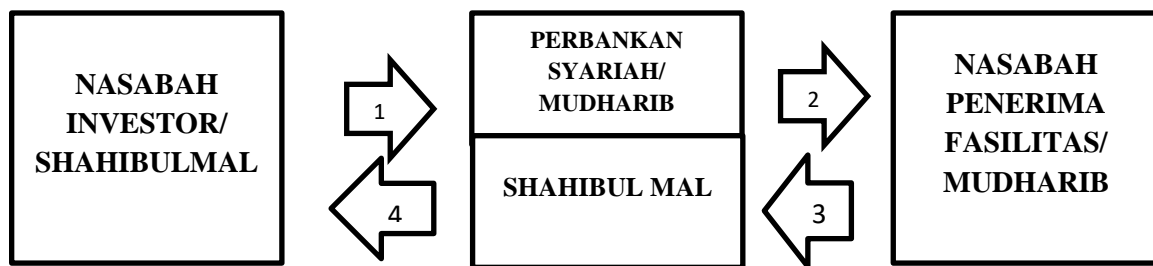 NASABAH
INVESTOR/
SHAHIBULMAL
1
4
PERBANKAN
SYARIAH/
MUDHARIB
SHAHIBUL MAL
2
3
NASABAH
PENERIMA
FASILITAS/
MUDHARIB